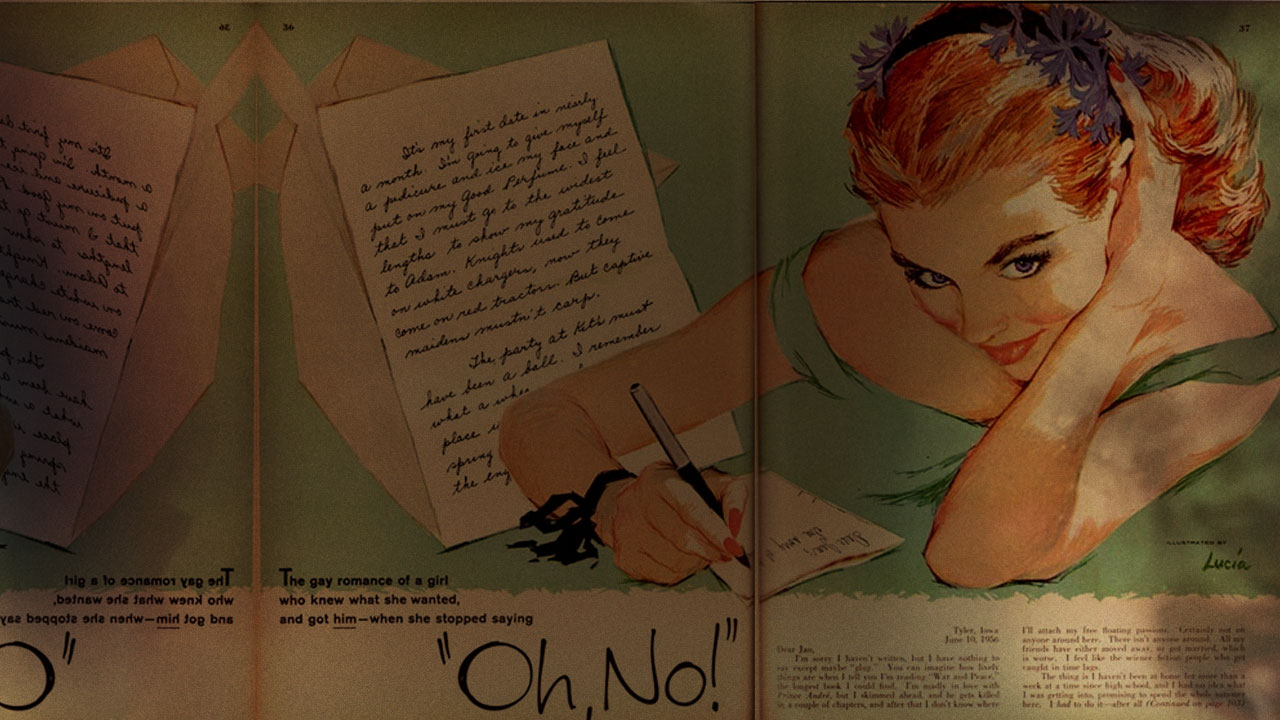 36
36
37
It's my first date in nearly
a month. I'm going to give myself
a pedicure and ice my face and
put on my Good Perfume. I feel
that I must go to the widest
lengths to show my gratitude
to Adam. Knights used to come
on white chargers, now they
come on red tractors. But captive
maidens mustn't carp.
The party at Kit's must
have been a ball. I remember
what a
place
spring
the
The gay romance of a girl
who knew what she wanted,
and got him—when she stopped saying
"Oh, No!"
ILLUSTRATED BY
Lucia
Tyler, Iowa
June 10, 1956
Dear Jan,
I'm sorry I haven't written, but I have nothing to
say except maybe "glug." You can imagine how lively
things are when I tell you I'm reading "War and Peace,"
the longest book I could find. I'm madly in love with
Prince André, but I skimmed ahead, and he gets killed
in a couple of chapters, and after that I don't know where
I'll attach my free floating passions. Certainly not on
anyone around here. There isn't anyone around. All my
friends have either moved away, or got married, which
is worse. I feel like the science fiction people who get
caught in time lags.
The thing is I haven't been at home for more than a
week at a time since high school, and I had no idea what
I was getting into, promising to spend the whole summer
here. I had to do it—after all (Continued on page 103)